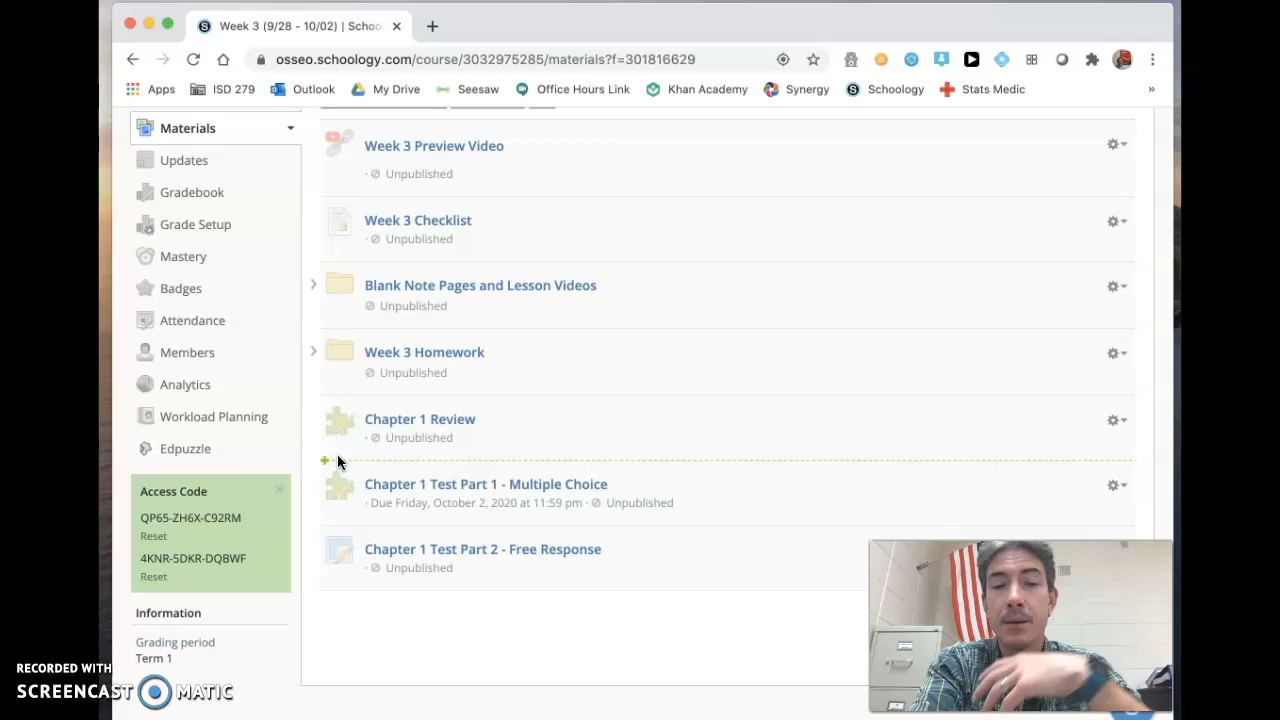 Week 3 (9/28 - 10/02) | Schoo
osseo.schoology.com/course/3032975285/materials?f=301816629
Apps ISD 279 Outlook My Drive Seesaw Office Hours Link Khan Academy Synergy Schoology Stats Medic »
Materials
Updates
Gradebook
Grade Setup
Mastery
Badges
Attendance
Members
Analytics
Workload Planning
Edpuzzle
Access Code
QP65-ZH6X-C92RM
Reset
4KNR-5DKR-DQBWF
Reset
Information
Grading period
Term 1
Week 3 Preview Video
· Unpublished
Week 3 Checklist
· Unpublished
Blank Note Pages and Lesson Videos
Unpublished
Week 3 Homework
Unpublished
Chapter 1 Review
· Unpublished
Chapter 1 Test Part 1 - Multiple Choice
· Due Friday, October 2, 2020 at 11:59 pm · Unpublished
Chapter 1 Test Part 2 - Free Response
· Unpublished
RECORDED WITH
SCREENCAST MATIC